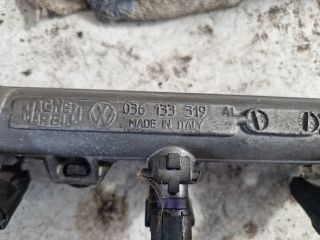 MAGNETI
MARELLI
036 133 319 AL
MADE IN ITALY